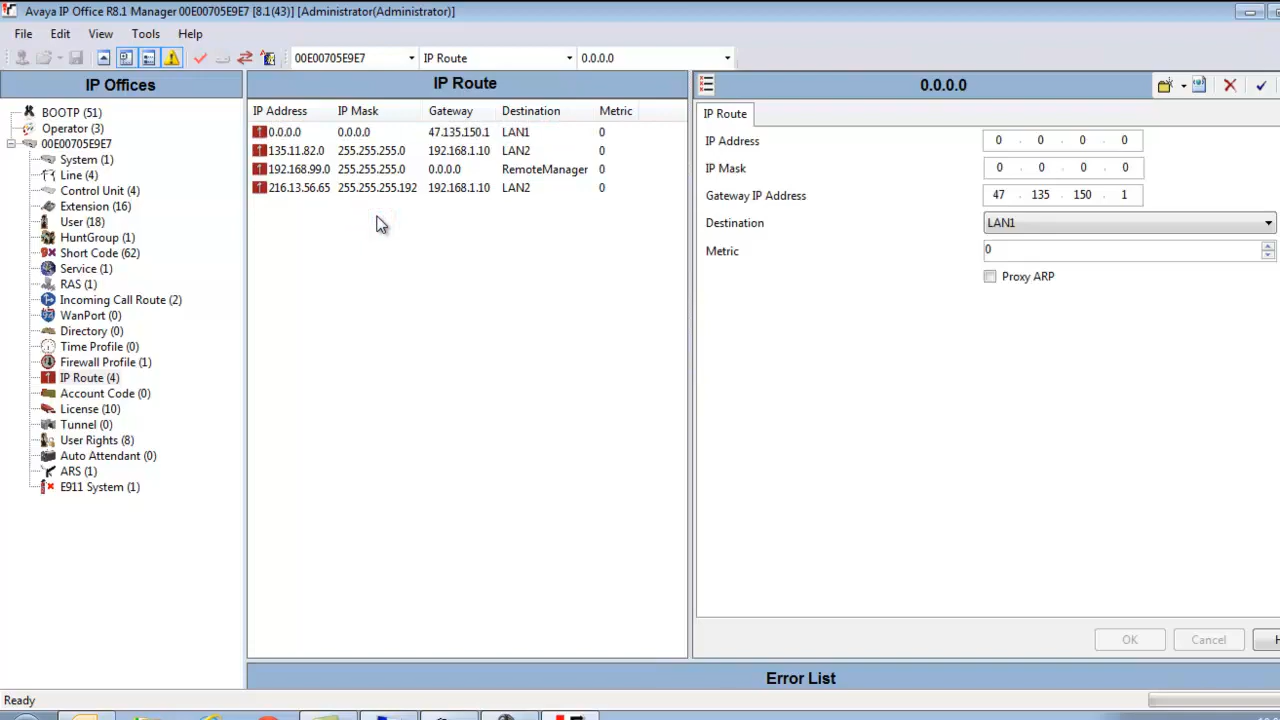 Avaya IP Office R8.1 Manager 00E00705E9E7 [8.1(43)] [Administrator(Administrator)]
File Edit View Tools Help
00E00705E9E7 IP Route 0.0.0.0
IP Offices
BOOTP (51)
Operator (3)
00E00705E9E7
System (1)
Line (4)
Control Unit (4)
Extension (16)
User (18)
HuntGroup (1)
Short Code (62)
Service (1)
RAS (1)
Incoming Call Route (2)
WanPort (0)
Directory (0)
Time Profile (0)
Firewall Profile (1)
IP Route (4)
Account Code (0)
License (10)
Tunnel (0)
User Rights (8)
Auto Attendant (0)
ARS (1)
E911 System (1)
IP Route
IP Address IP Mask Gateway Destination Metric
0.0.0.0 0.0.0.0 47.135.150.1 LAN1 0
135.11.82.0 255.255.255.0 192.168.1.10 LAN2 0
192.168.99.0 255.255.255.0 0.0.0.0 RemoteManager 0
216.13.56.65 255.255.255.192 192.168.1.10 LAN2 0
0.0.0.0
IP Route
IP Address 0 . 0 . 0 . 0
IP Mask 0 . 0 . 0 . 0
Gateway IP Address 47 . 135 . 150 . 1
Destination LAN1
Metric 0
Proxy ARP
OK Cancel H
Error List
Ready